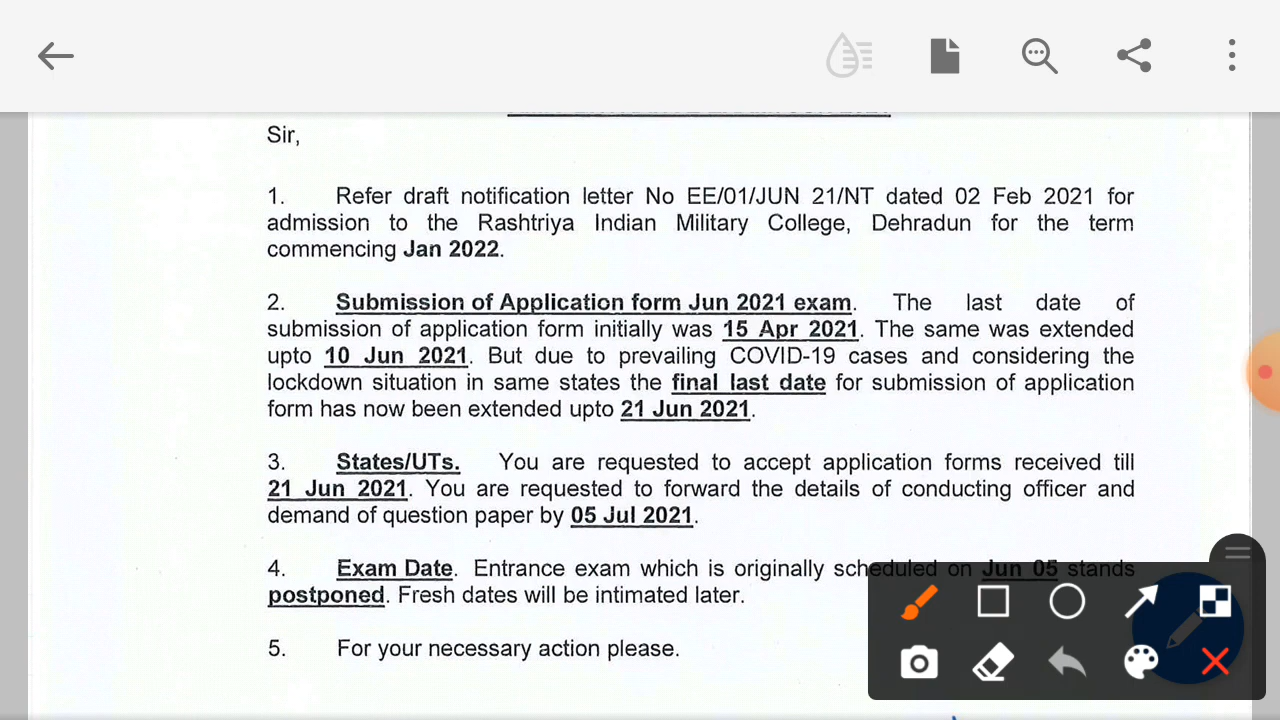 Sir,
1. Refer draft notification letter No EE/01/JUN 21/NT dated 02 Feb 2021 for
admission to the Rashtriya Indian Military College, Dehradun for the term
commencing Jan 2022.
2. Submission of Application form Jun 2021 exam. The last date of
submission of application form initially was 15 Apr 2021. The same was extended
upto 10 Jun 2021. But due to prevailing COVID-19 cases and considering the
lockdown situation in same states the final last date for submission of application
form has now been extended upto 21 Jun 2021.
3. States/UTs. You are requested to accept application forms received till
21 Jun 2021. You are requested to forward the details of conducting officer and
demand of question paper by 05 Jul 2021.
4. Exam Date. Entrance exam which is originally scheduled on Jun 05 stands
postponed. Fresh dates will be intimated later.
5. For your necessary action please.